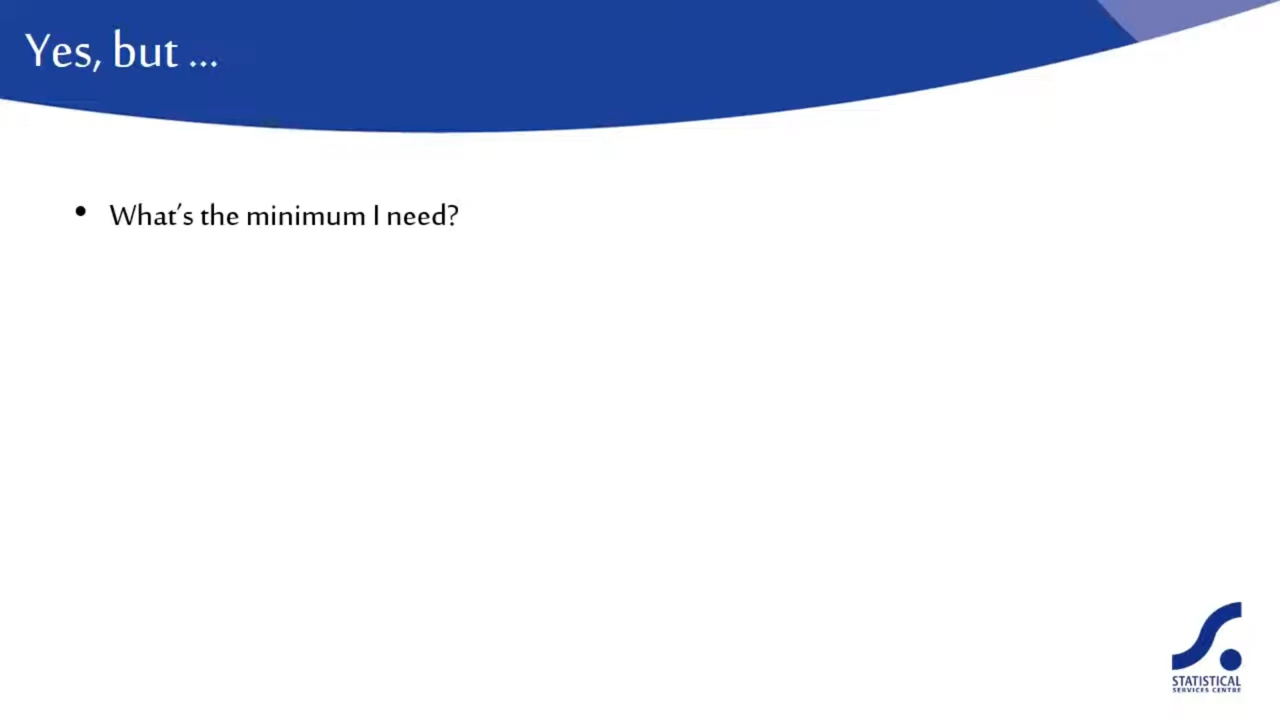 Yes, but ...
• What's the minimum I need?
STATISTICAL
SERVICES CENTRE